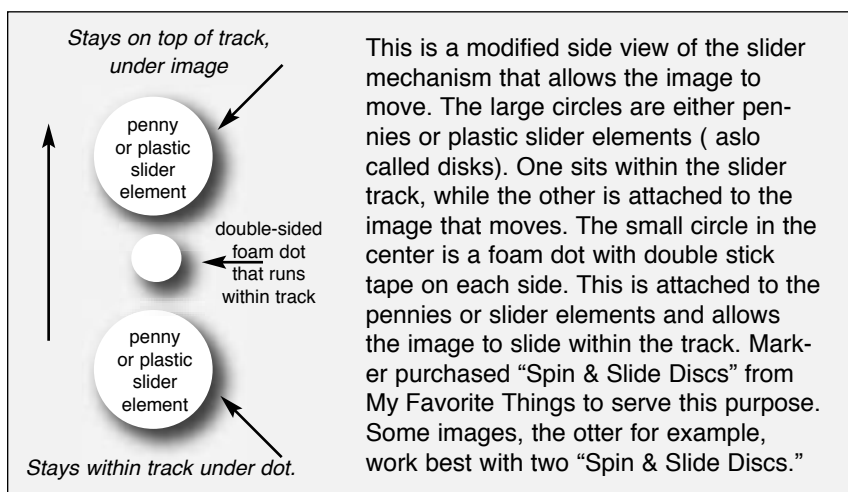 Stays on top of track,
under image
penny
or plastic
slider
element
double-sided
foam dot
that runs
within track
penny
or plastic
slider
element
Stays within track under dot.
This is a modified side view of the slider
mechanism that allows the image to
move. The large circles are either pen-
nies or plastic slider elements ( aslo
called disks). One sits within the slider
track, while the other is attached to the
image that moves. The small circle in the
center is a foam dot with double stick
tape on each side. This is attached to the
pennies or slider elements and allows
the image to slide within the track. Mark-
er purchased “Spin & Slide Discs” from
My Favorite Things to serve this purpose.
Some images, the otter for example,
work best with two “Spin & Slide Discs.”